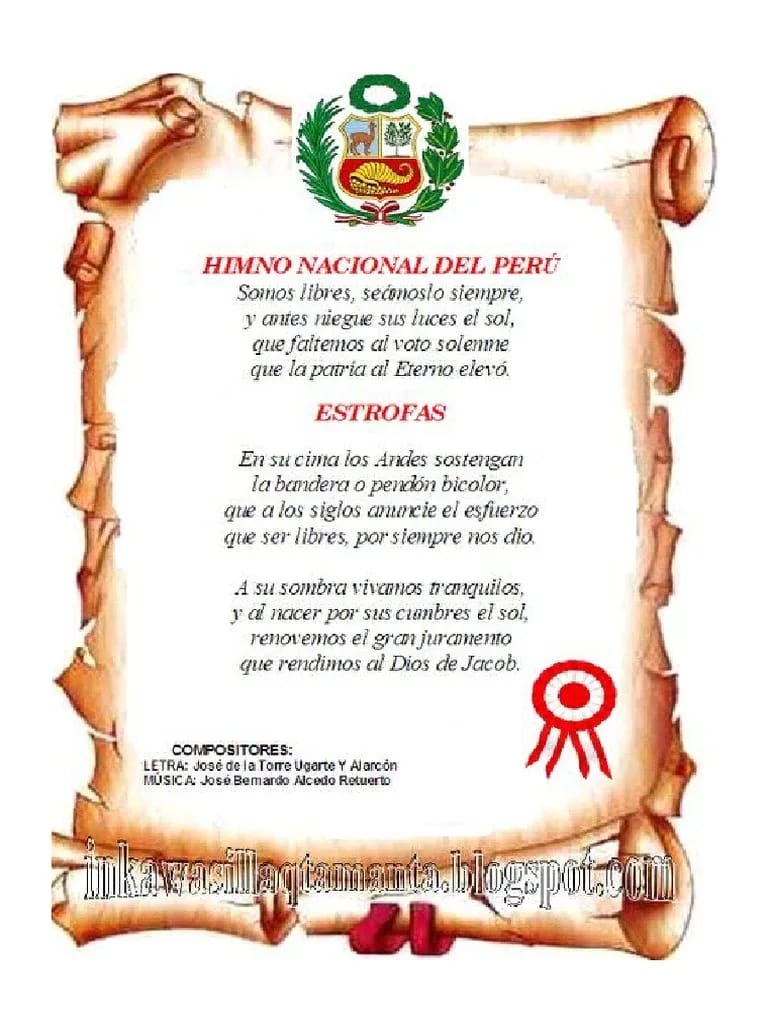 HIMNO NACIONAL DEL PERÚ
Somos libres, seámoslo siempre,
y antes niegue sus luces el sol,
que faltemos al voto solemne
que la patria al Eterno elevó.
ESTROFAS
En su cima los Andes sostengan
la bandera o pendón bicolor,
que a los siglos anuncie el esfuerzo
que ser libres, por siempre nos dio.
A su sombra vivamos tranquilos,
y al nacer por sus cumbres el sol,
renovemos el gran juramento
que rendimos al Dios de Jacob.
COMPOSITORES:
LETRA: José de la Torre Ugarte Y Alarcón
MÚSICA: José Bernardo Alcedo Retuerto
inkawasillaqtamanta.blogspot.com